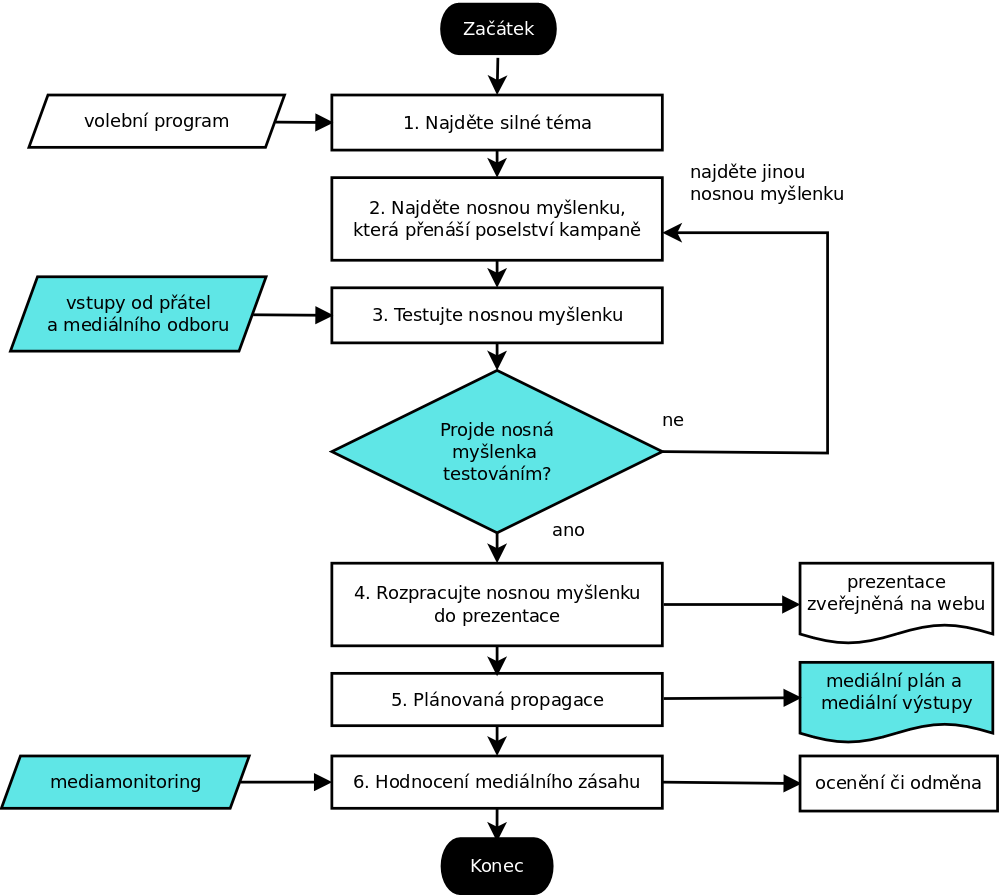 Začátek
volební program
1. Najděte silné téma
najděte jinou
nosnou myšlenku
2. Najděte nosnou myšlenku,
která přenáší poselství kampaně
vstupy od přátel
a mediálního odboru
3. Testujte nosnou myšlenku
Projde nosná
myšlenka
testováním?
ne
ano
4. Rozpracujte nosnou myšlenku
do prezentace
prezentace
zveřejněná na webu
5. Plánovaná propagace
mediální plán a
mediální výstupy
mediamonitoring
6. Hodnocení mediálního zásahu
ocenění či odměna
Konec